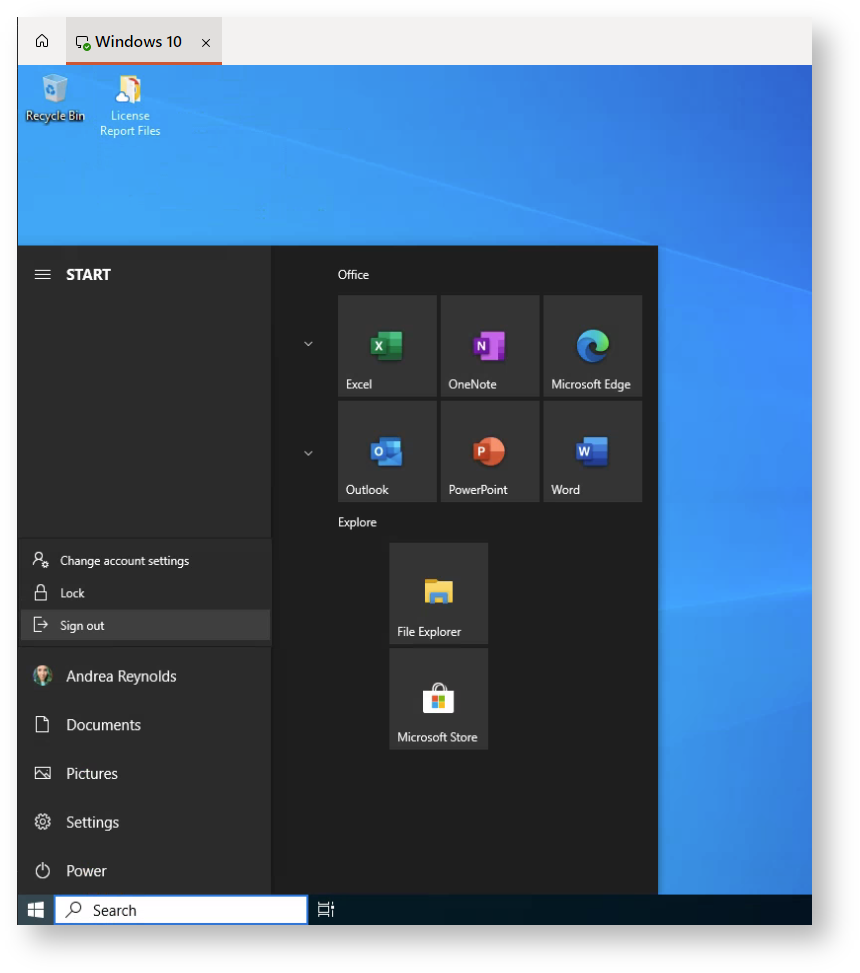 Windows 10
Recycle Bin
License
Report Files
START
Office
Excel
OneNote
Microsoft Edge
Outlook
PowerPoint
Word
Explore
File Explorer
Microsoft Store
Change account settings
Lock
Sign out
Andrea Reynolds
Documents
Pictures
Settings
Power
Search